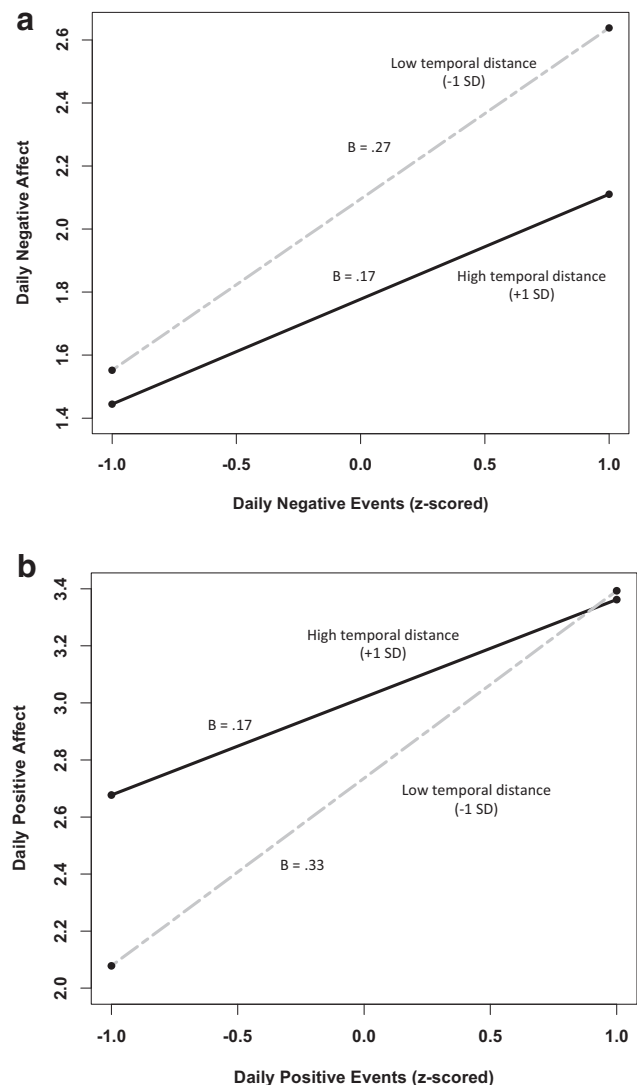 a
2.6
2.4
2.2
2.0
1.8
1.6
1.4
Daily Negative Affect
Low temporal distance
(-1 SD)
B = .27
B = .17
High temporal distance
(+1 SD)
-1.0 -0.5 0.0 0.5 1.0
Daily Negative Events (z-scored)
b
3.4
3.2
3.0
2.8
2.6
2.4
2.2
2.0
Daily Positive Affect
High temporal distance
(+1 SD)
B = .17
Low temporal distance
(-1 SD)
B = .33
-1.0 -0.5 0.0 0.5 1.0
Daily Positive Events (z-scored)